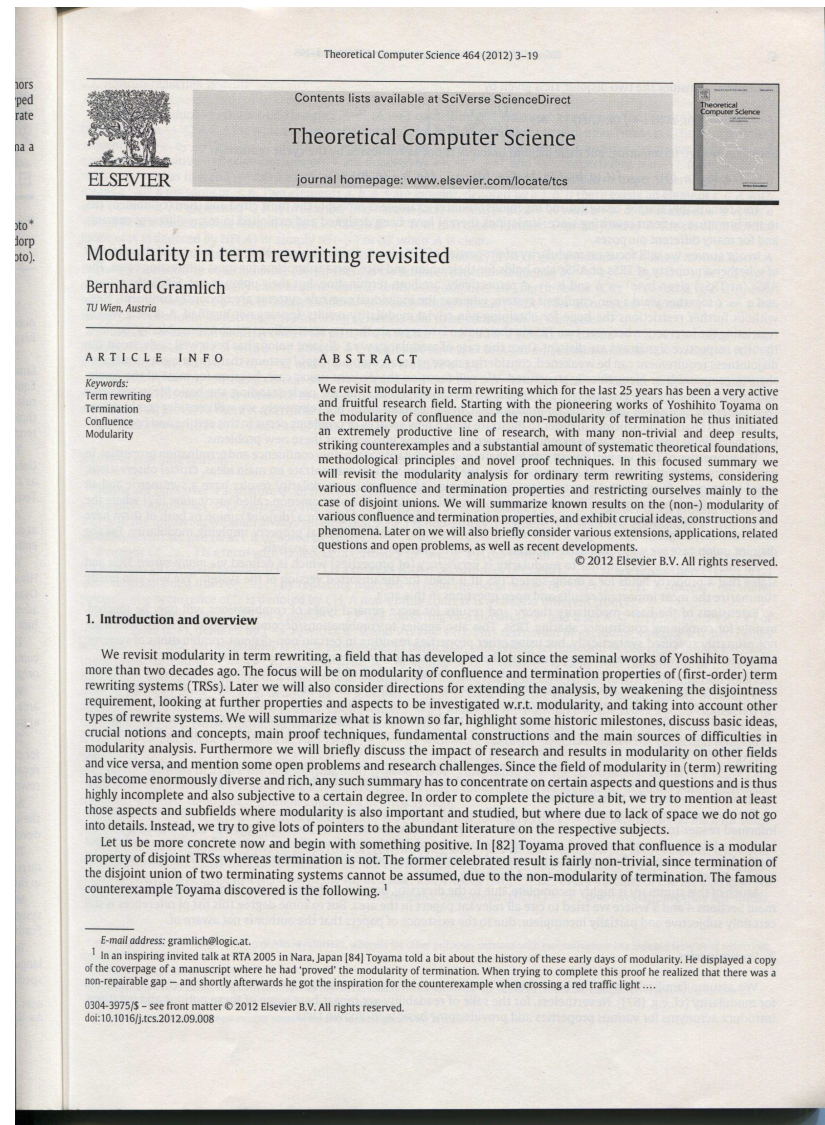 Theoretical Computer Science 464 (2012) 3–19
nors
ped
rate
na a
oto*
dorp
oto).
Contents lists available at SciVerse ScienceDirect
Theoretical Computer Science
journal homepage: www.elsevier.com/locate/tcs
ELSEVIER
Theoretical
Computer Science
Modularity in term rewriting revisited
Bernhard Gramlich
TU Wien, Austria
ARTICLE INFO
Keywords:
Term rewriting
Termination
Confluence
Modularity
ABSTRACT
We revisit modularity in term rewriting which for the last 25 years has been a very active
and fruitful research field. Starting with the pioneering works of Yoshihito Toyama on
the modularity of confluence and the non-modularity of termination he thus initiated
an extremely productive line of research, with many non-trivial and deep results,
striking counterexamples and a substantial amount of systematic theoretical foundations,
methodological principles and novel proof techniques. In this focused summary we
will revisit the modularity analysis for ordinary term rewriting systems, considering
various confluence and termination properties and restricting ourselves mainly to the
case of disjoint unions. We will summarize known results on the (non-) modularity of
various confluence and termination properties, and exhibit crucial ideas, constructions and
phenomena. Later on we will also briefly consider various extensions, applications, related
questions and open problems, as well as recent developments.
© 2012 Elsevier B.V. All rights reserved.
1. Introduction and overview
We revisit modularity in term rewriting, a field that has developed a lot since the seminal works of Yoshihito Toyama
more than two decades ago. The focus will be on modularity of confluence and termination properties of (first-order) term
rewriting systems (TRSs). Later we will also consider directions for extending the analysis, by weakening the disjointness
requirement, looking at further properties and aspects to be investigated w.r.t. modularity, and taking into account other
types of rewrite systems. We will summarize what is known so far, highlight some historic milestones, discuss basic ideas,
crucial notions and concepts, main proof techniques, fundamental constructions and the main sources of difficulties in
modularity analysis. Furthermore we will briefly discuss the impact of research and results in modularity on other fields
and vice versa, and mention some open problems and research challenges. Since the field of modularity in (term) rewriting
has become enormously diverse and rich, any such summary has to concentrate on certain aspects and questions and is thus
highly incomplete and also subjective to a certain degree. In order to complete the picture a bit, we try to mention at least
those aspects and subfields where modularity is also important and studied, but where due to lack of space we do not go
into details. Instead, we try to give lots of pointers to the abundant literature on the respective subjects.
Let us be more concrete now and begin with something positive. In [82] Toyama proved that confluence is a modular
property of disjoint TRSs whereas termination is not. The former celebrated result is fairly non-trivial, since termination of
the disjoint union of two terminating systems cannot be assumed, due to the non-modularity of termination. The famous
counterexample Toyama discovered is the following. 1
E-mail address: gramlich@logic.at.
1 In an inspiring invited talk at RTA 2005 in Nara, Japan [84] Toyama told a bit about the history of these early days of modularity. He displayed a copy
of the coverpage of a manuscript where he had 'proved' the modularity of termination. When trying to complete this proof he realized that there was a
non-repairable gap – and shortly afterwards he got the inspiration for the counterexample when crossing a red traffic light ....
0304-3975/$ – see front matter © 2012 Elsevier B.V. All rights reserved.
doi:10.1016/j.tcs.2012.09.008